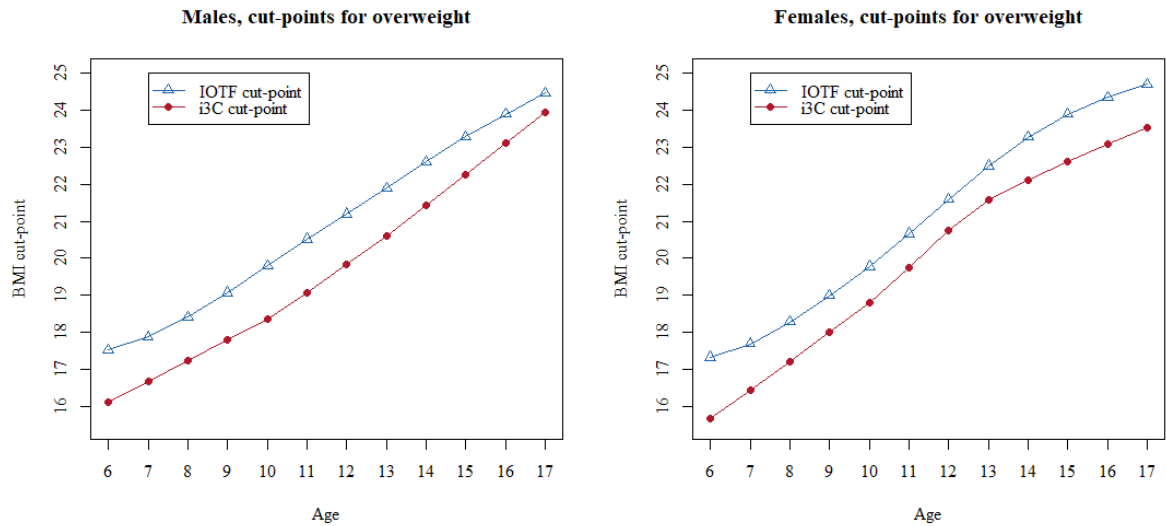 Males, cut-points for overweight
25
24
23
22
21
20
19
18
17
16
BMI cut-point
IOTF cut-point
i3C cut-point
6 7 8 9 10 11 12 13 14 15 16 17
Age
Females, cut-points for overweight
25
24
23
22
21
20
19
18
17
16
BMI cut-point
IOTF cut-point
i3C cut-point
6 7 8 9 10 11 12 13 14 15 16 17
Age